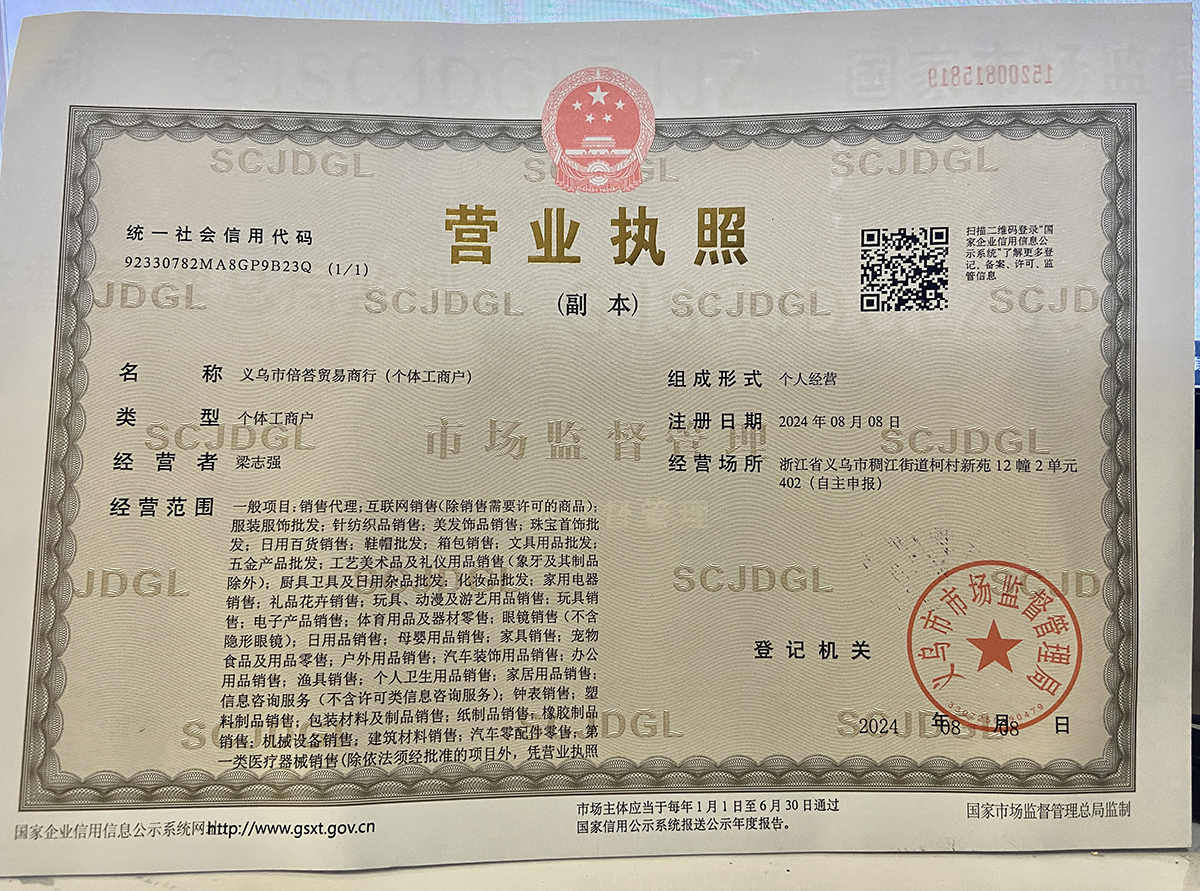 15200815819
统一社会信用代码
92330782MA8GP9B23Q (1/1)
营业执照
(副 本)
扫描二维码登录“国
家企业信用信息公
示系统”了解更多登
记、备案、许可、监
管信息
名 称 义乌市倍答贸易商行（个体工商户）
类 型 个体工商户
经营者 梁志强
经营范围 一般项目：销售代理；互联网销售（除销售需要许可的商品）；
服装服饰批发；针纺织品销售；美发饰品销售；珠宝首饰批
发；日用百货销售；鞋帽批发；箱包销售；文具用品批发；
五金产品批发；工艺美术品及礼仪用品销售（象牙及其制品
除外）；厨具卫具及日用杂品批发；化妆品批发；家用电器
销售；礼品花卉销售；玩具、动漫及游艺用品销售；玩具销
售；电子产品销售；体育用品及器材零售；眼镜销售（不含
隐形眼镜）；日用品销售；母婴用品销售；家具销售；宠物
食品及用品零售；户外用品销售；汽车装饰用品销售；办公
用品销售；渔具销售；个人卫生用品销售；家居用品销售；
信息咨询服务（不含许可类信息咨询服务）；钟表销售；塑
料制品销售；包装材料及制品销售；纸制品销售；橡胶制品
销售；机械设备销售；建筑材料销售；汽车零配件零售；第
一类医疗器械销售（除依法须经批准的项目外，凭营业执照
组成形式 个人经营
注册日期 2024 年 08 月 08 日
经营场所 浙江省义乌市稠江街道柯村新苑 12 幢 2 单元
402（自主申报）
登记机关
义乌市市场监督管理局
2024 年 08 月 08 日
SCJDGL
市场监督管理
国家企业信用信息公示系统网址http://www.gsxt.gov.cn
市场主体应当于每年 1 月 1 日至 6 月 30 日通过
国家信用公示系统报送公示年度报告。
国家市场监督管理总局监制